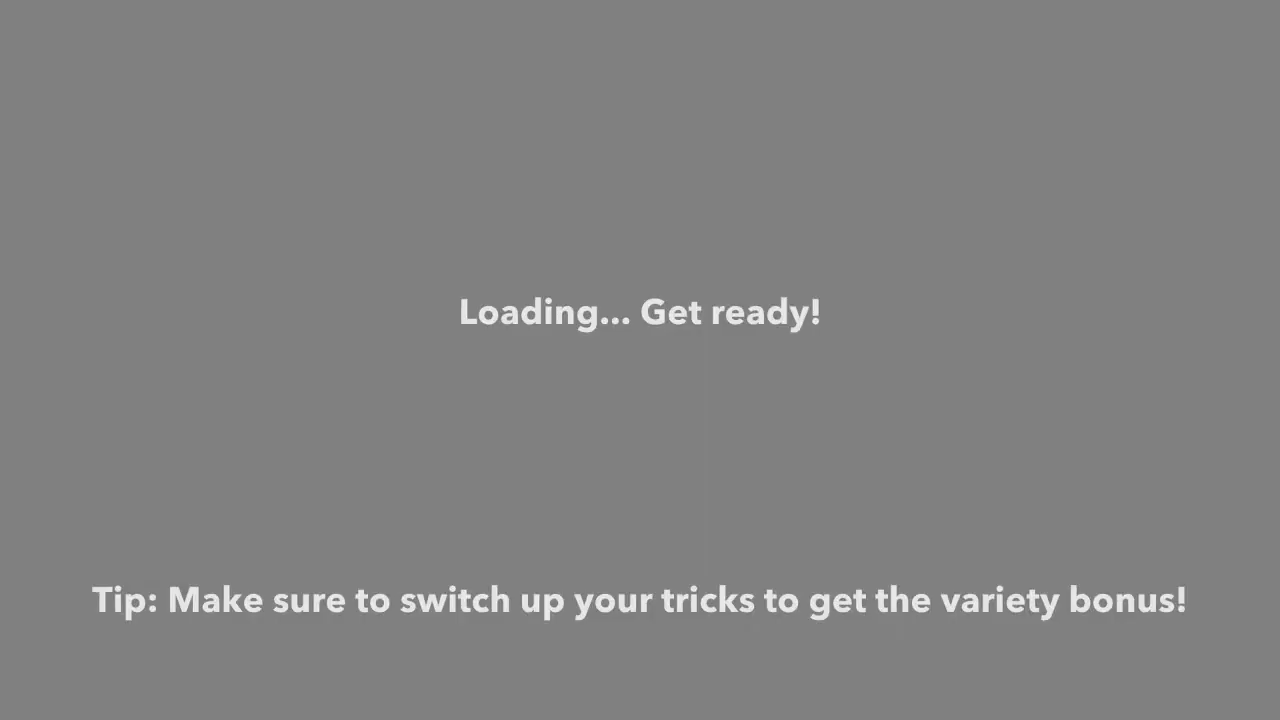 Loading... Get ready!
Tip: Make sure to switch up your tricks to get the variety bonus!